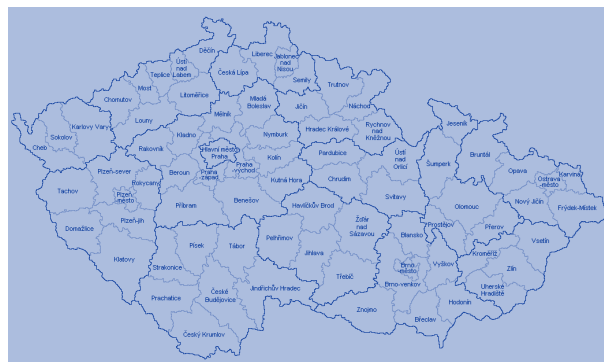 Děčín
Liberec
Jablonec
nad
Nisou
Ústí
nad
Labem
Teplice
Česká Lípa
Semily
Trutnov
Most
Chomutov
Litoměřice
Mladá
Boleslav
Jičín
Náchod
Louny
Mělník
Karlovy Vary
Sokolov
Cheb
Kladno
Nymburk
Hradec Králové
Rychnov
nad
Kněžnou
Jeseník
Rakovník
Hlavní město
Praha
Praha
východ
Kolín
Pardubice
Ústí
nad
Orlicí
Šumperk
Bruntál
Plzeň-sever
Beroun
Praha
západ
Opava
Karviná
Ostrava
město
Tachov
Rokycany
Plzeň
město
Kutná Hora
Chrudim
Svitavy
Příbram
Benešov
Havlíčkův Brod
Olomouc
Nový Jičín
Frýdek-Místek
Domažlice
Plzeň-jih
Žďár
nad
Sázavou
Prostějov
Přerov
Klatovy
Písek
Tábor
Pelhřimov
Blansko
Vsetín
Strakonice
Jihlava
Kroměříž
Brno
město
Vyškov
Zlín
Třebíč
Brno-venkov
Prachatice
České
Budějovice
Jindřichův Hradec
Uherské
Hradiště
Znojmo
Hodonín
Břeclav
Český Krumlov